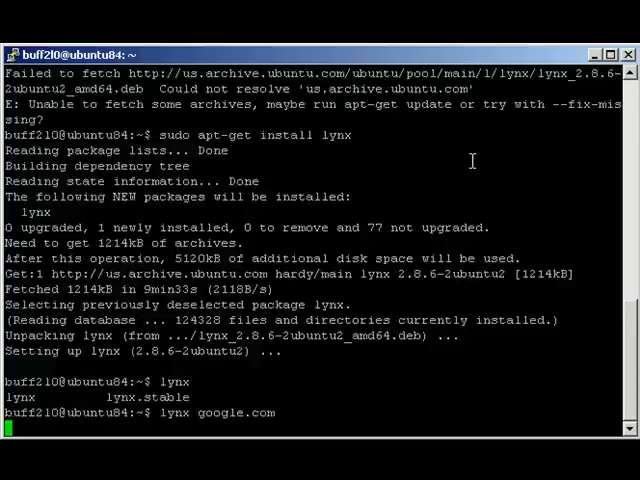 buff210@ubuntu84: ~
Failed to fetch http://us.archive.ubuntu.com/ubuntu/pool/main/l/lynx/lynx_2.8.6-
2ubuntu2_amd64.deb  Could not resolve 'us.archive.ubuntu.com'
E: Unable to fetch some archives, maybe run apt-get update or try with --fix-mis
sing?
buff210@ubuntu84:~$ sudo apt-get install lynx
Reading package lists... Done
Building dependency tree
Reading state information... Done
The following NEW packages will be installed:
  lynx
0 upgraded, 1 newly installed, 0 to remove and 77 not upgraded.
Need to get 1214kB of archives.
After this operation, 5120kB of additional disk space will be used.
Get:1 http://us.archive.ubuntu.com hardy/main lynx 2.8.6-2ubuntu2 [1214kB]
Fetched 1214kB in 9min33s (2118B/s)
Selecting previously deselected package lynx.
(Reading database ... 124328 files and directories currently installed.)
Unpacking lynx (from .../lynx_2.8.6-2ubuntu2_amd64.deb) ...
Setting up lynx (2.8.6-2ubuntu2) ...
buff210@ubuntu84:~$ lynx
lynx         lynx.stable
buff210@ubuntu84:~$ lynx google.com